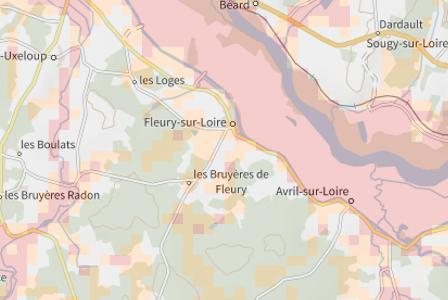 Béard
Dardault
Sougy-sur-Loire
-Uxeloup
les Loges
Fleury-sur-Loire
les Boulats
les Bruyères de
Fleury
les Bruyères Radon
Avril-sur-Loire